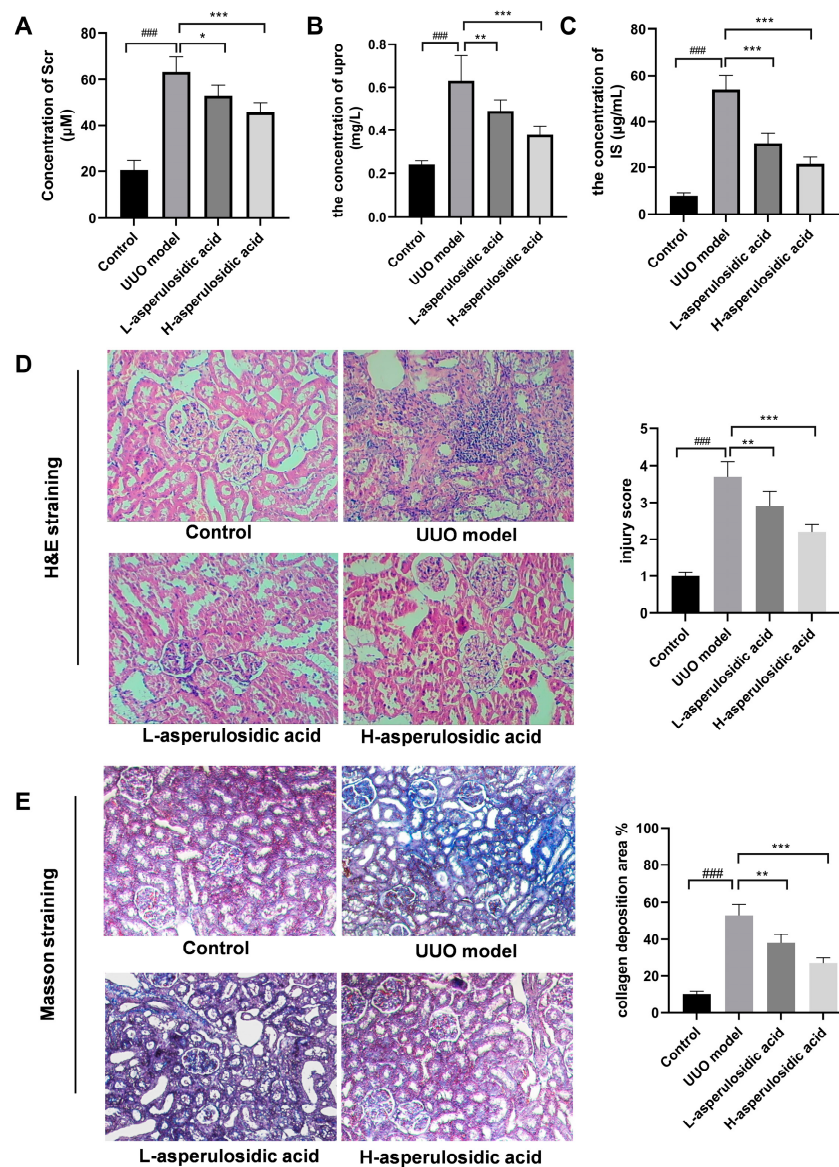 A
Concentration of Scr
(μM)
80
60
40
20
0
###
*
***
Control
UUO model
L-asperulosidic acid
H-asperulosidic acid
B
the concentration of upro
(mg/L)
0.8
0.6
0.4
0.2
0.0
###
**
***
Control
UUO model
L-asperulosidic acid
H-asperulosidic acid
C
the concentration of
IS (μg/mL)
80
60
40
20
0
###
***
***
Control
UUO model
L-asperulosidic acid
H-asperulosidic acid
D
H&E straining
Control
UUO model
L-asperulosidic acid
H-asperulosidic acid
injury score
5
4
3
2
1
0
###
**
***
Control
UUO model
L-asperulosidic acid
H-asperulosidic acid
E
Masson straining
Control
UUO model
L-asperulosidic acid
H-asperulosidic acid
collagen deposition area %
100
80
60
40
20
0
###
**
***
Control
UUO model
L-asperulosidic acid
H-asperulosidic acid